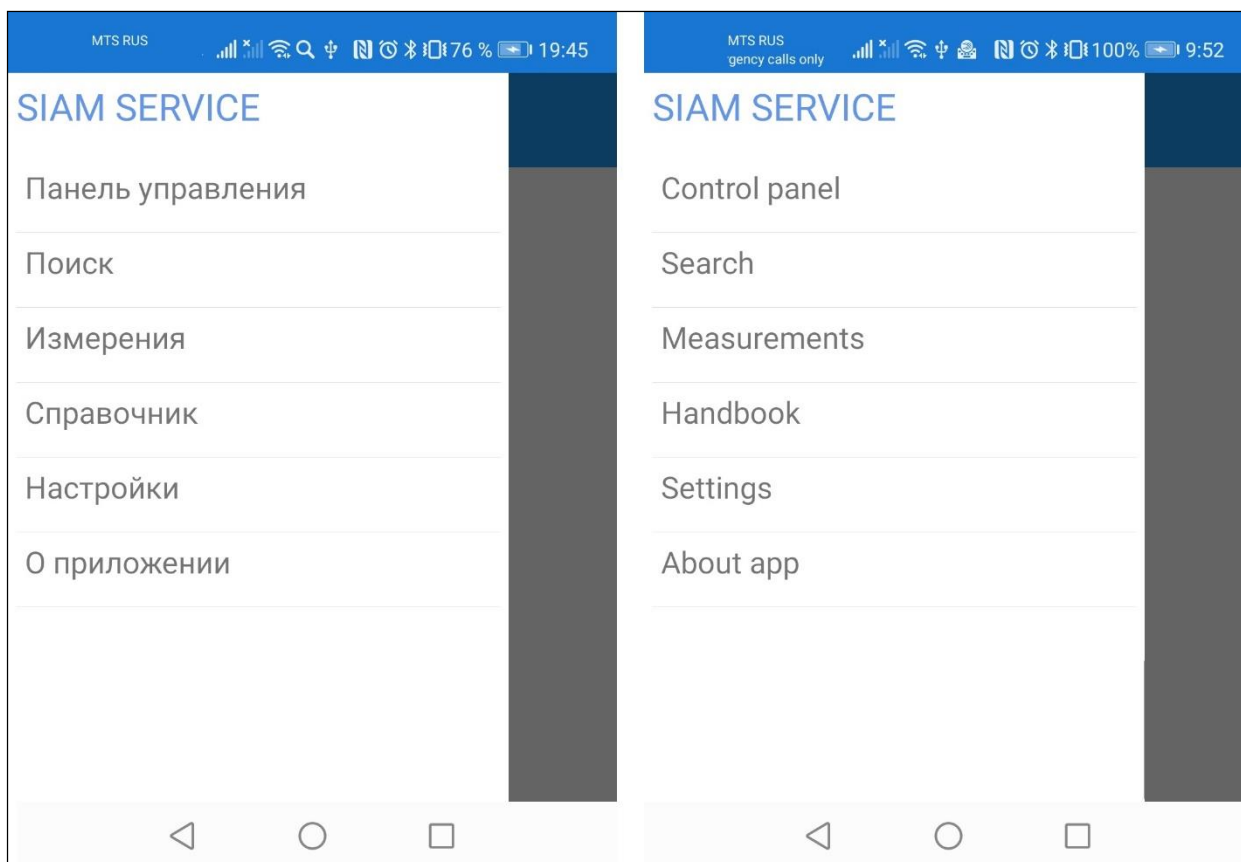 MTS RUS
76 % 19:45
SIAM SERVICE
Панель управления
Поиск
Измерения
Справочник
Настройки
О приложении
MTS RUS
gency calls only
100% 9:52
SIAM SERVICE
Control panel
Search
Measurements
Handbook
Settings
About app